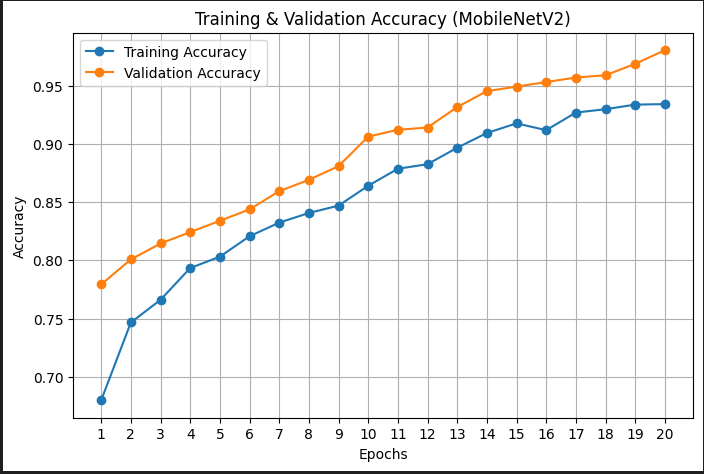 Training & Validation Accuracy (MobileNetV2)
Training Accuracy
Validation Accuracy
0.95
0.90
0.85
0.80
0.75
0.70
Accuracy
1 2 3 4 5 6 7 8 9 10 11 12 13 14 15 16 17 18 19 20
Epochs